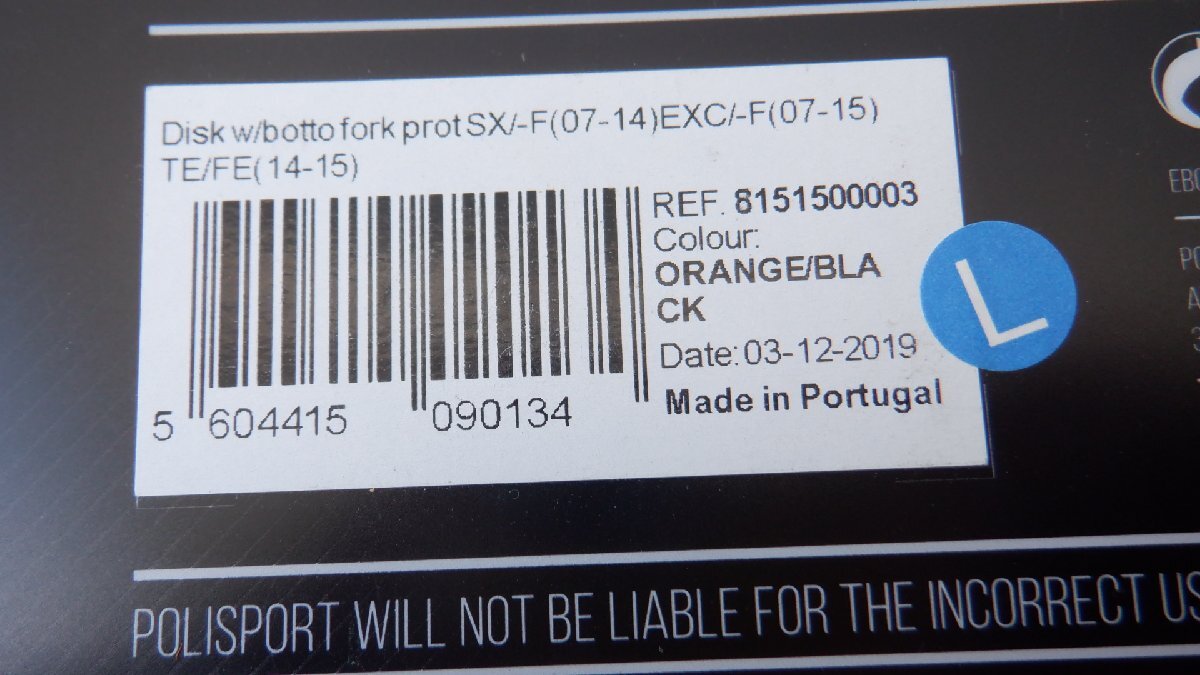 Disk w/botto fork prot SX/-F(07-14)EXC/-F(07-15)
TE/FE(14-15)
REF. 8151500003
Colour:
ORANGE/BLA
CK
Date: 03-12-2019
Made in Portugal
5 604415 090134
L
POLISPORT WILL NOT BE LIABLE FOR THE INCORRECT US